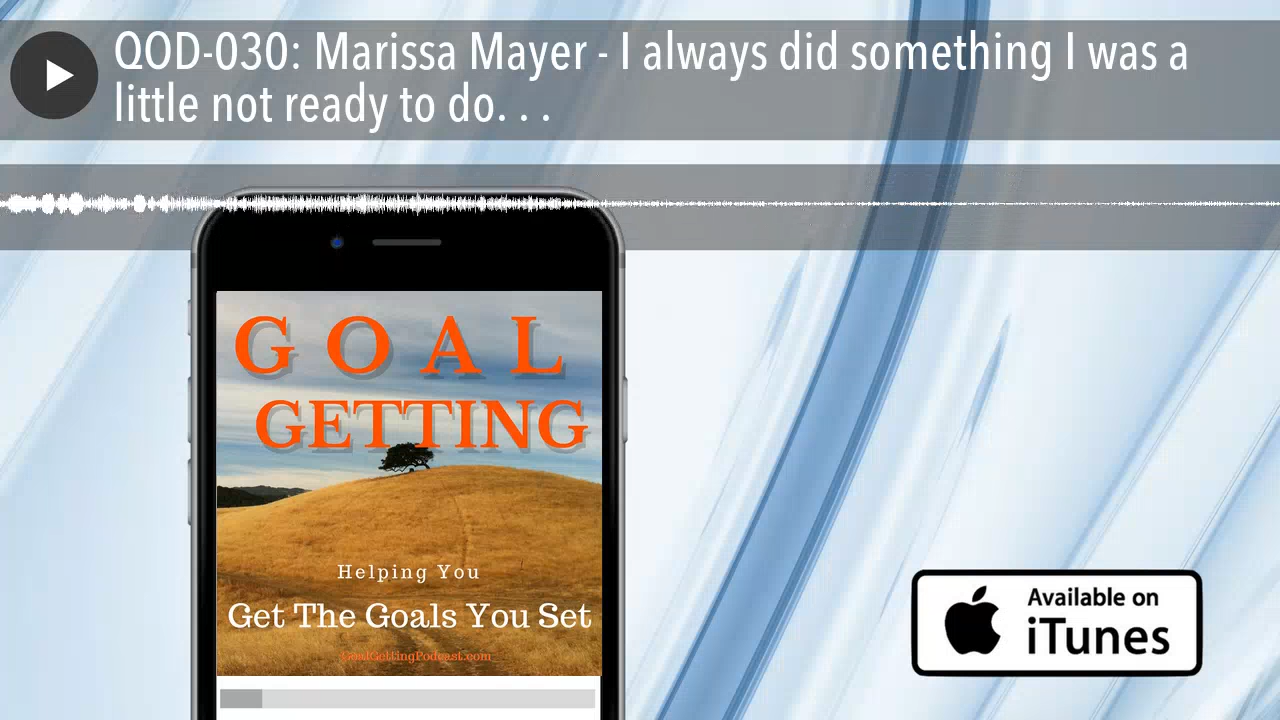 QOD-030: Marissa Mayer - I always did something I was a
little not ready to do. . .
GOAL
GETTING
Helping You
Get The Goals You Set
GoalGettingPodcast.com
Available on
iTunes